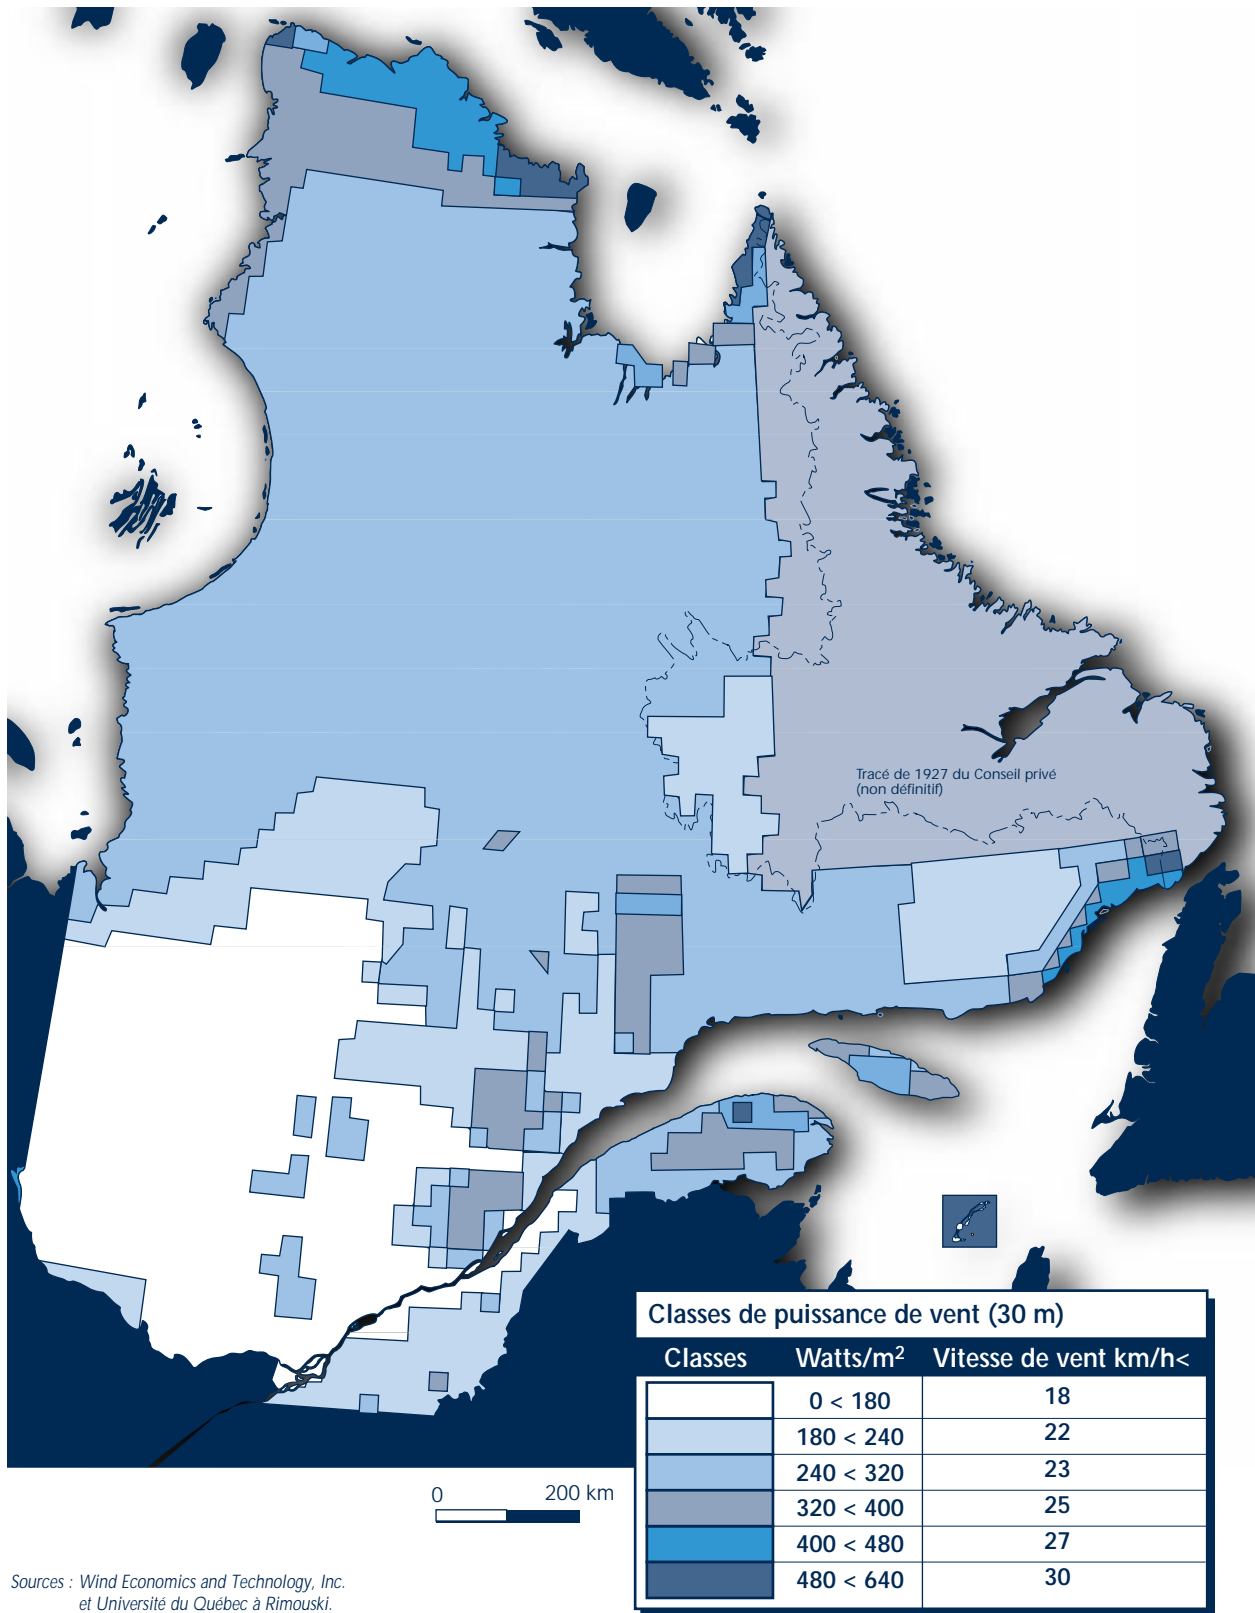 Tracé de 1927 du Conseil privé
(non définitif)
Classes de puissance de vent (30 m)
Classes Watts/m² Vitesse de vent km/h<
0 < 180 18
180 < 240 22
240 < 320 23
320 < 400 25
400 < 480 27
480 < 640 30
0 200 km
Sources : Wind Economics and Technology, Inc.
et Université du Québec à Rimouski.